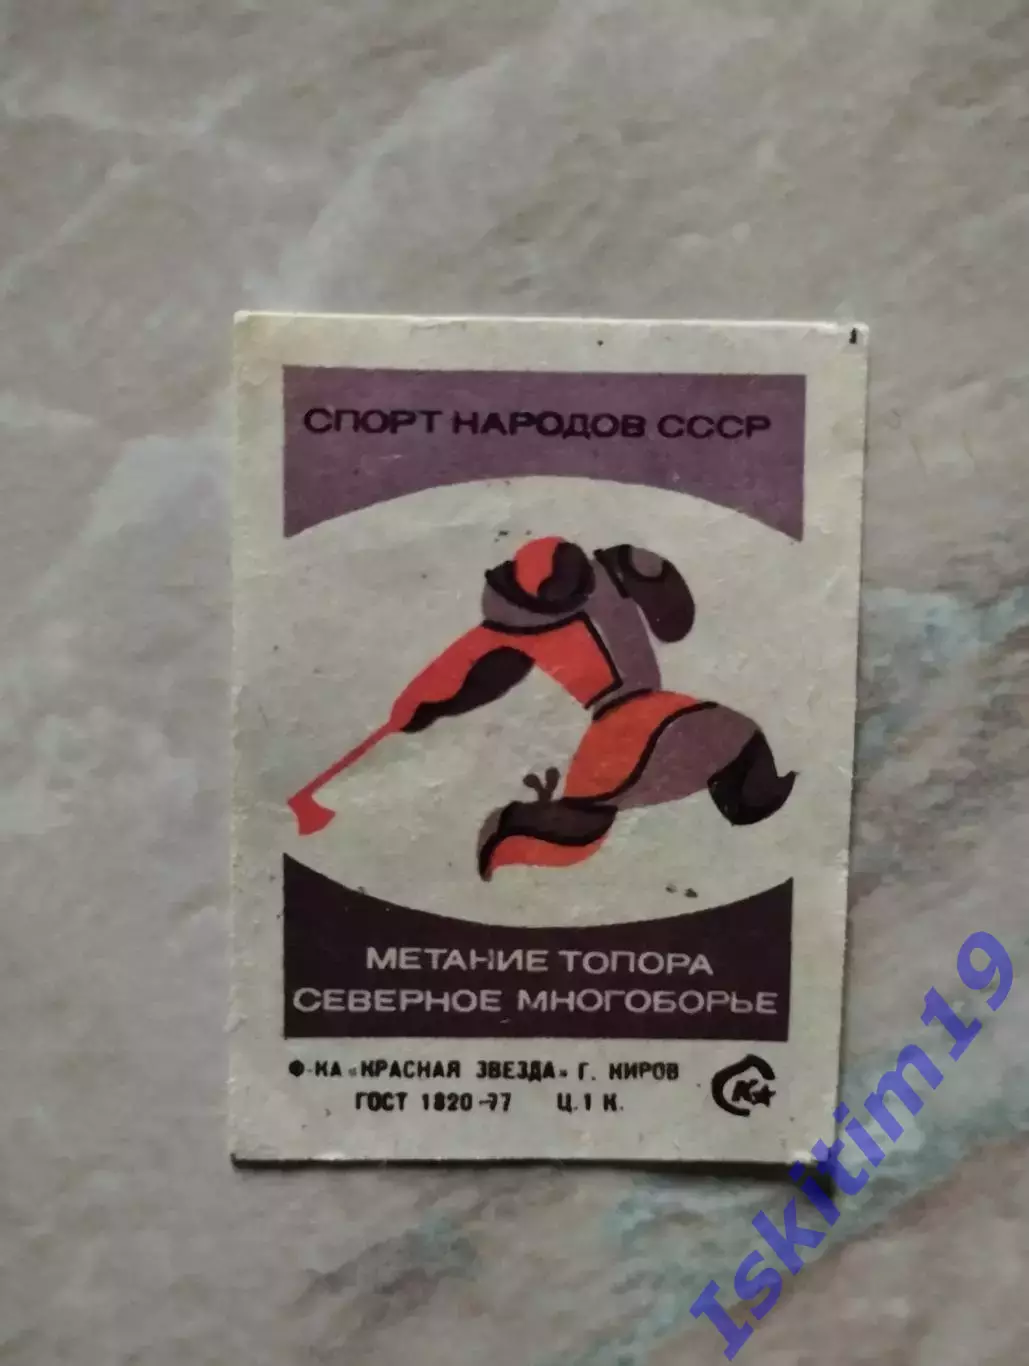 СПОРТ НАРОДОВ СССР
МЕТАНИЕ ТОПОРА
СЕВЕРНОЕ МНОГОБОРЬЕ
Ф-КА «КРАСНАЯ ЗВЕЗДА» Г. КИРОВ
ГОСТ 1820-77 Ц. 1 К.
К
Iskitim19